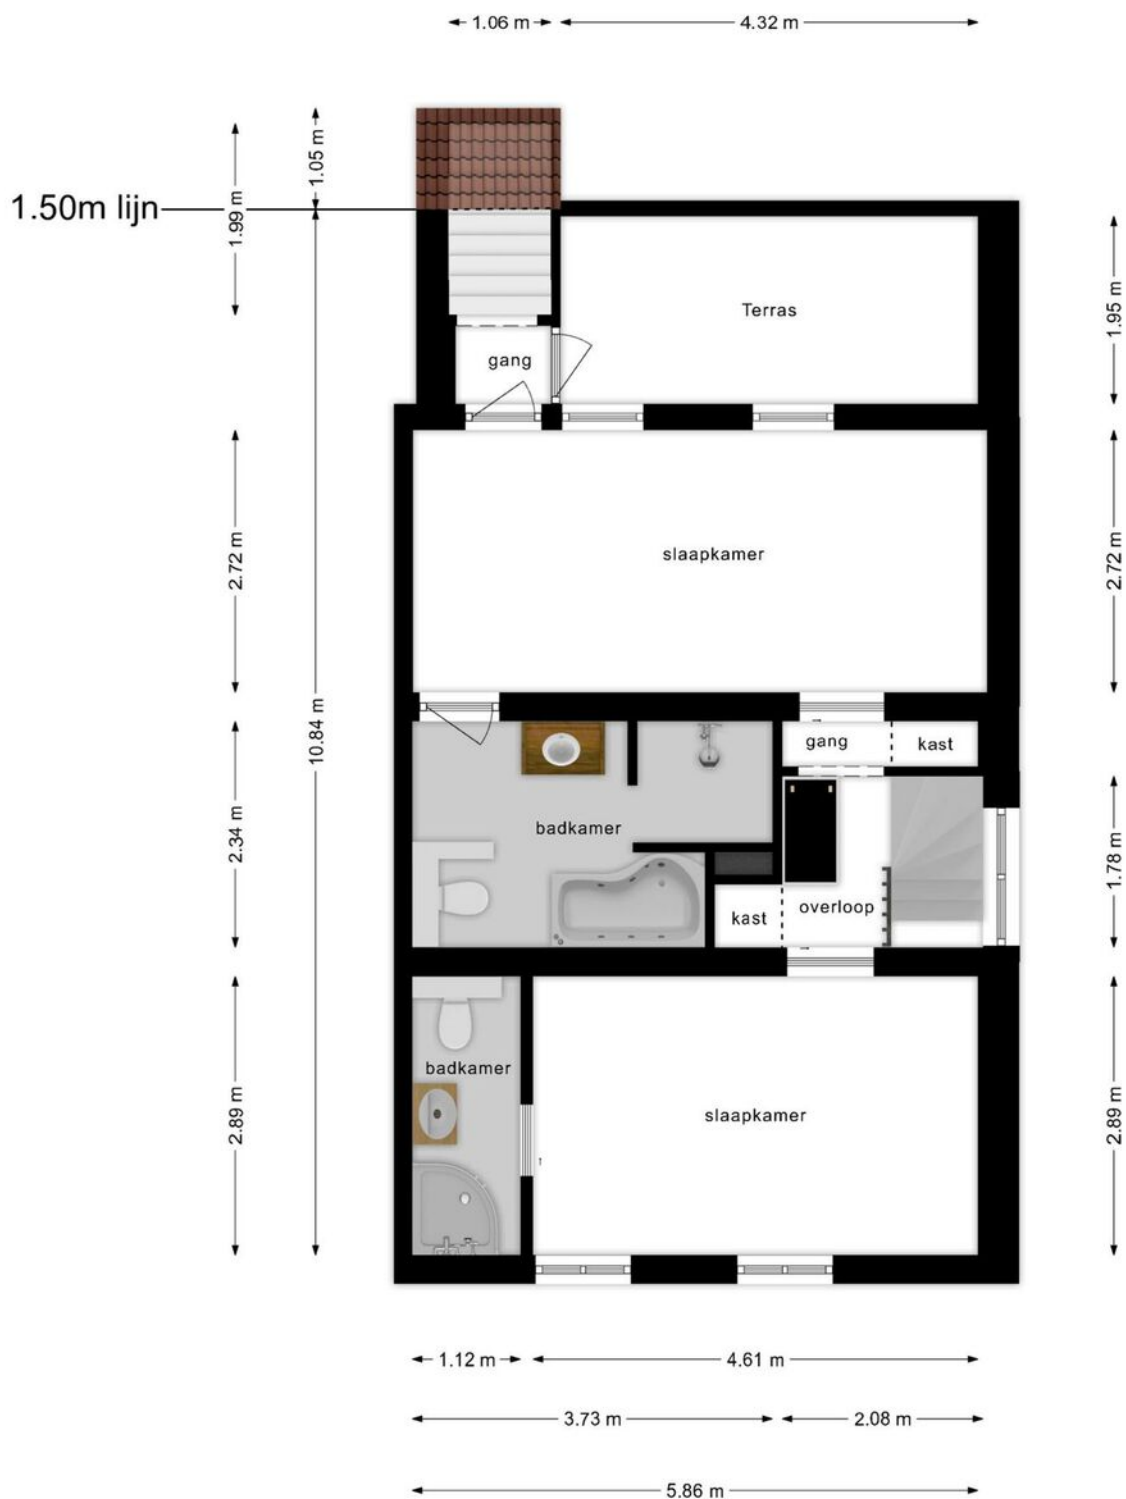 1.06 m
4.32 m
1.05 m
1.99 m
1.50m lijn
Terras
1.95 m
gang
slaapkamer
2.72 m
2.72 m
10.84 m
gang
kast
badkamer
2.34 m
1.78 m
kast
overloop
badkamer
slaapkamer
2.89 m
2.89 m
1.12 m
4.61 m
3.73 m
2.08 m
5.86 m